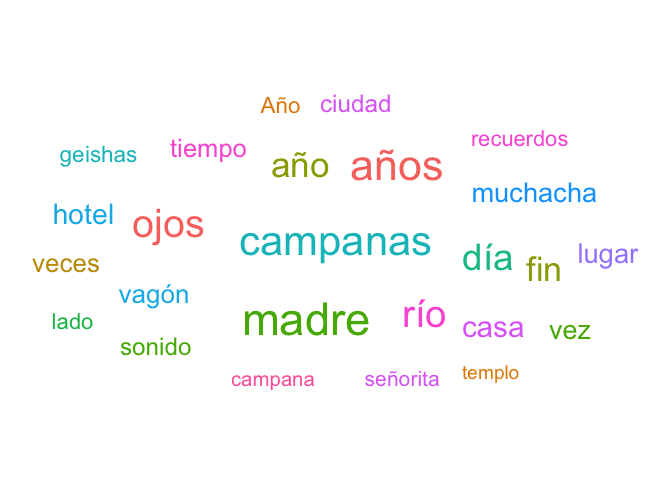 Año ciudad
recuerdos
geishas tiempo
año años
muchacha
hotel ojos
campanas
día fin lugar
veces
vagón
madre río
lado casa vez
sonido
campana señorita templo